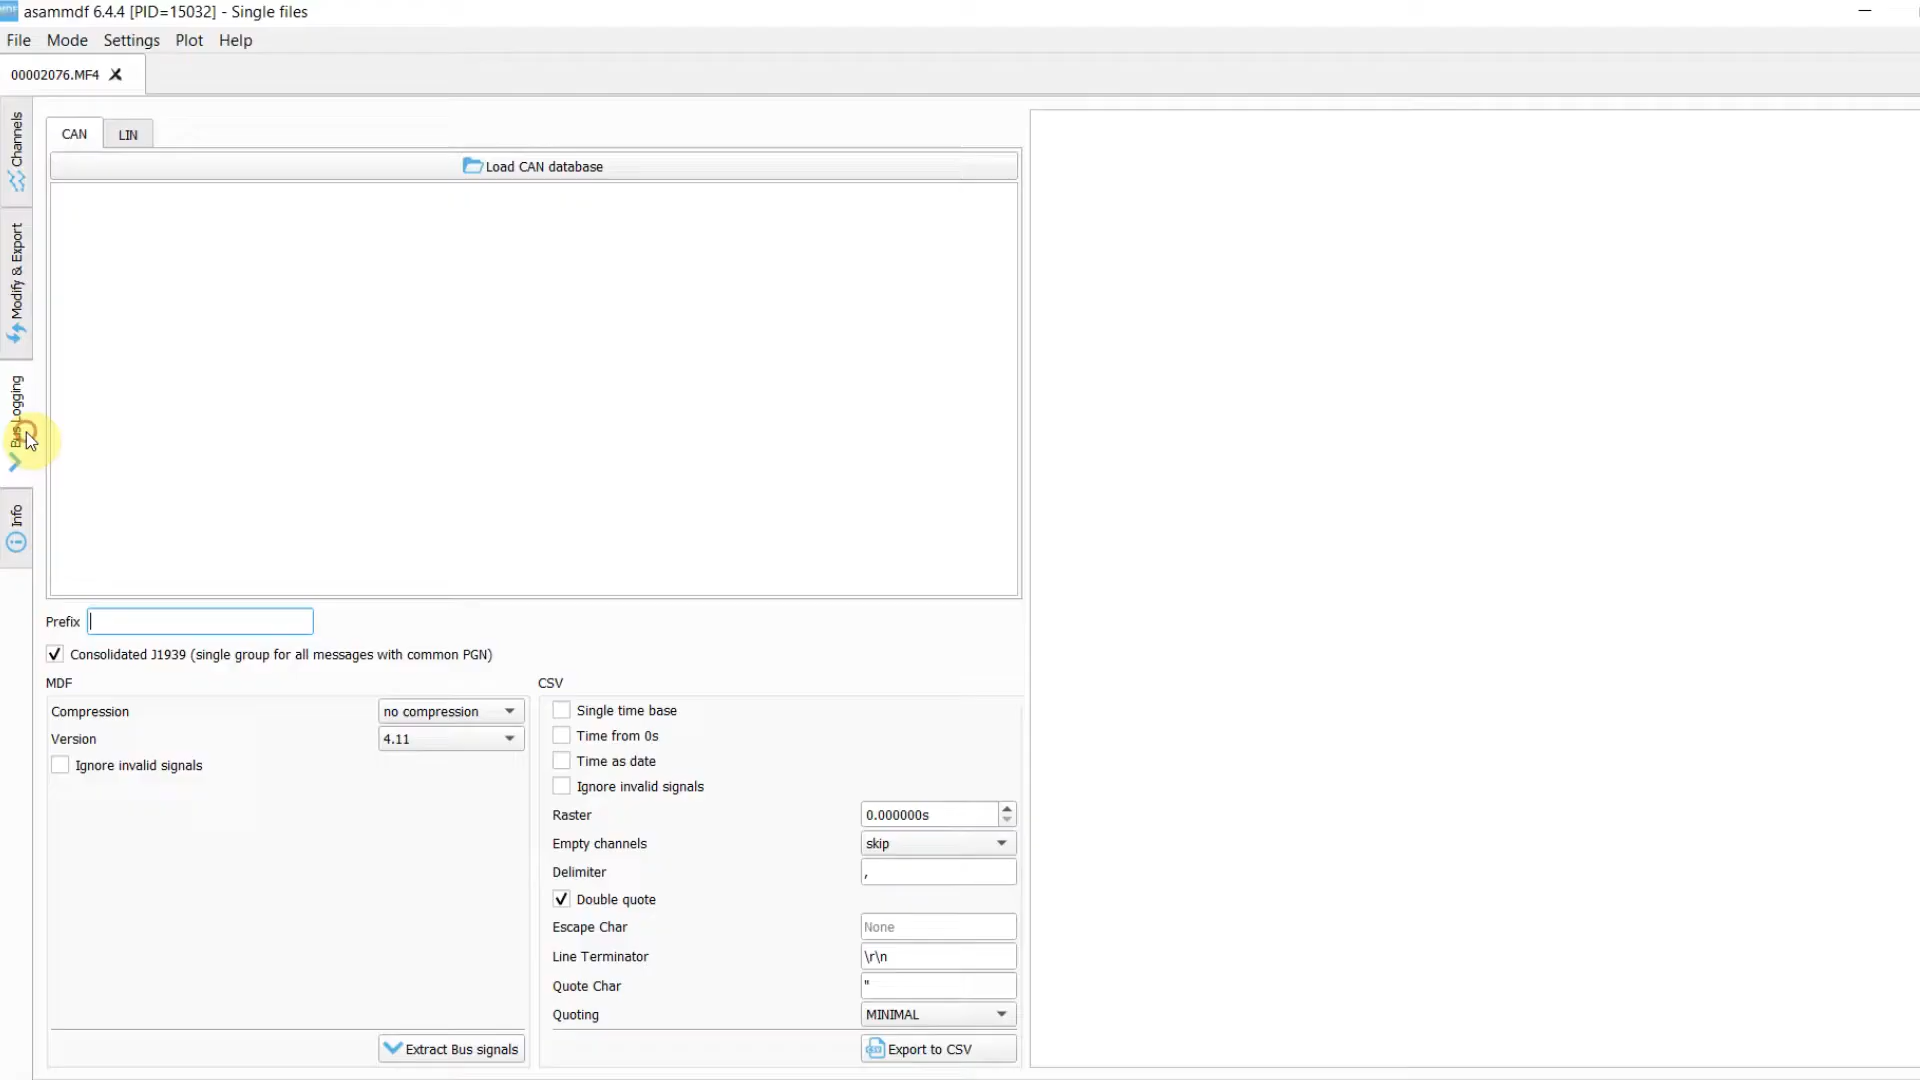 asammdf 6.4.4 [PID=15032] - Single files
File Mode Settings Plot Help
00002076.MF4
Channels
Modify & Export
Bus Logging
Info
CAN LIN
Load CAN database
Prefix
Consolidated J1939 (single group for all messages with common PGN)
MDF
Compression no compression
Version 4.11
Ignore invalid signals
Extract Bus signals
CSV
Single time base
Time from 0s
Time as date
Ignore invalid signals
Raster 0.000000s
Empty channels skip
Delimiter ,
Double quote
Escape Char None
Line Terminator \r\n
Quote Char "
Quoting MINIMAL
Export to CSV